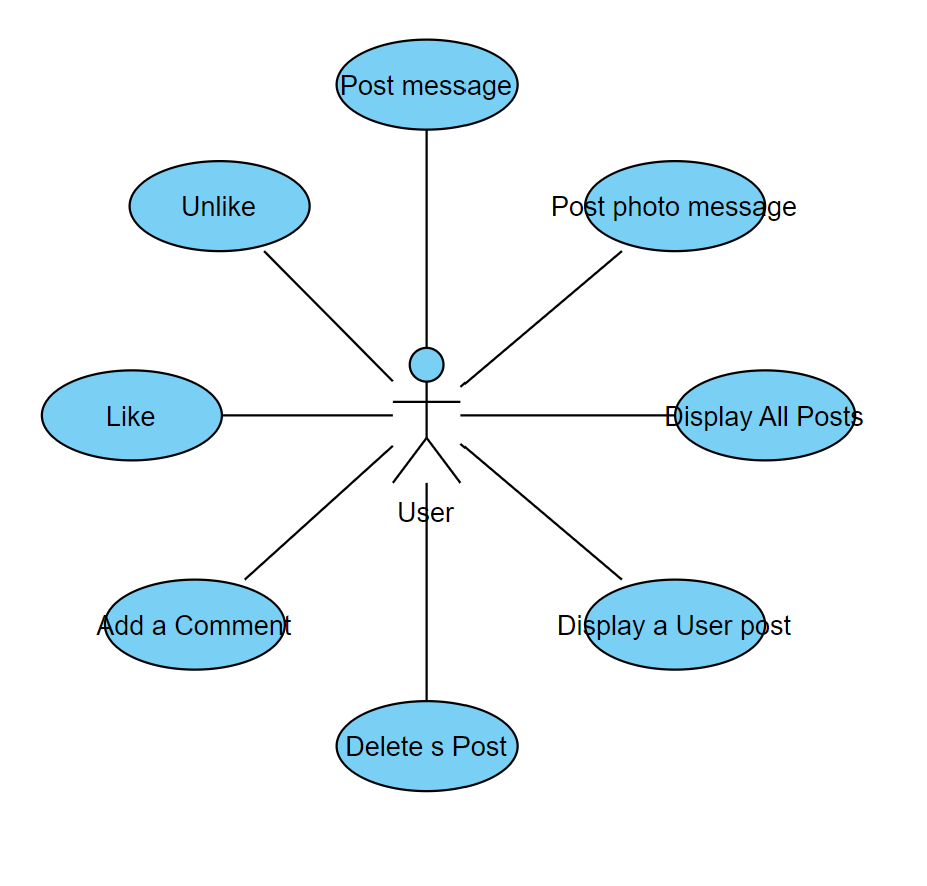 Post message
Unlike
Post photo message
Like
Display All Posts
User
Add a Comment
Display a User post
Delete s Post